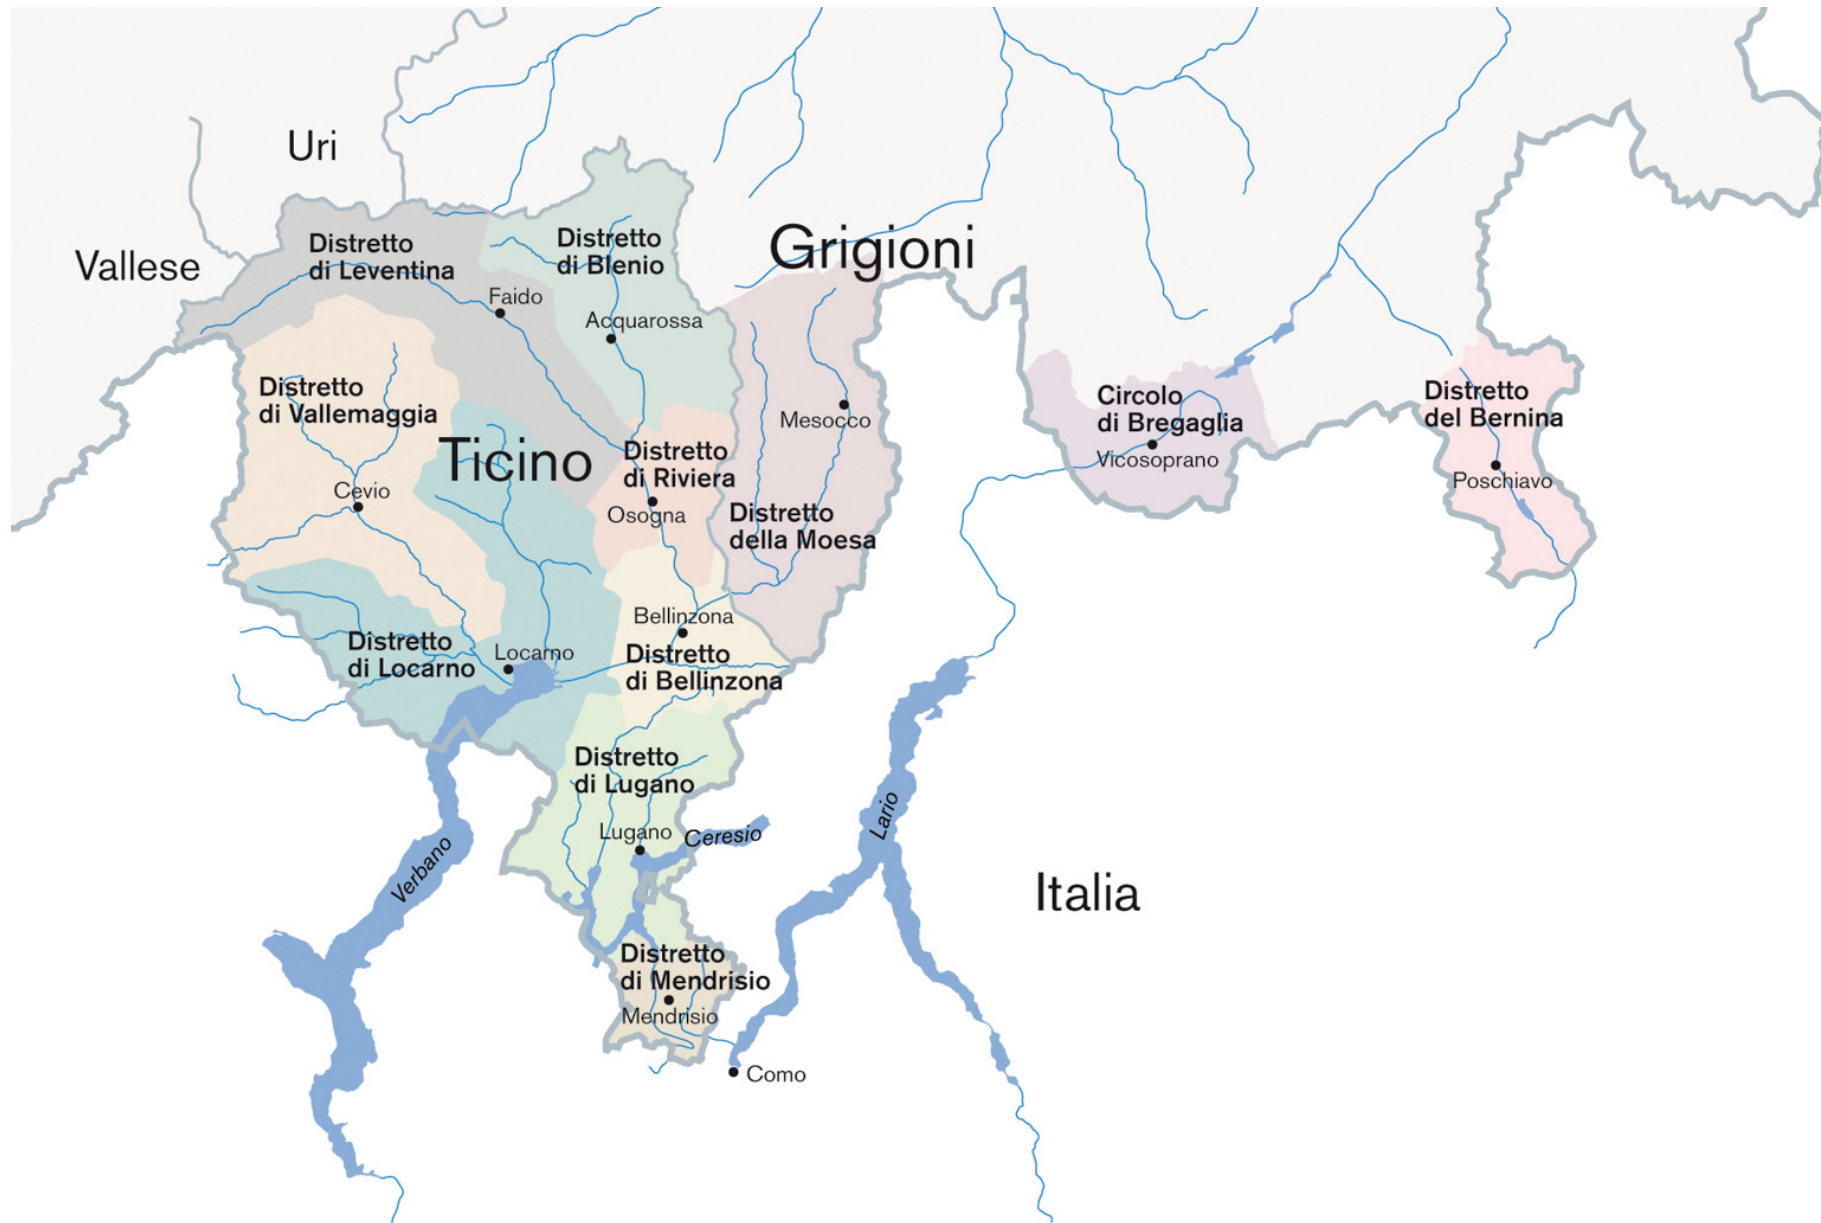 Uri
Vallese
Grigioni
Distretto
di Leventina
Faido
Distretto
di Blenio
Acquarossa
Distretto
di Vallemaggia
Cevio
Ticino
Distretto
di Riviera
Osogna
Mesocco
Distretto
della Moesa
Circolo
di Bregaglia
Vicosoprano
Distretto
del Bernina
Poschiavo
Distretto
di Locarno
Locarno
Bellinzona
Distretto
di Bellinzona
Distretto
di Lugano
Lugano
Ceresio
Verbano
Lario
Italia
Distretto
di Mendrisio
Mendrisio
Como